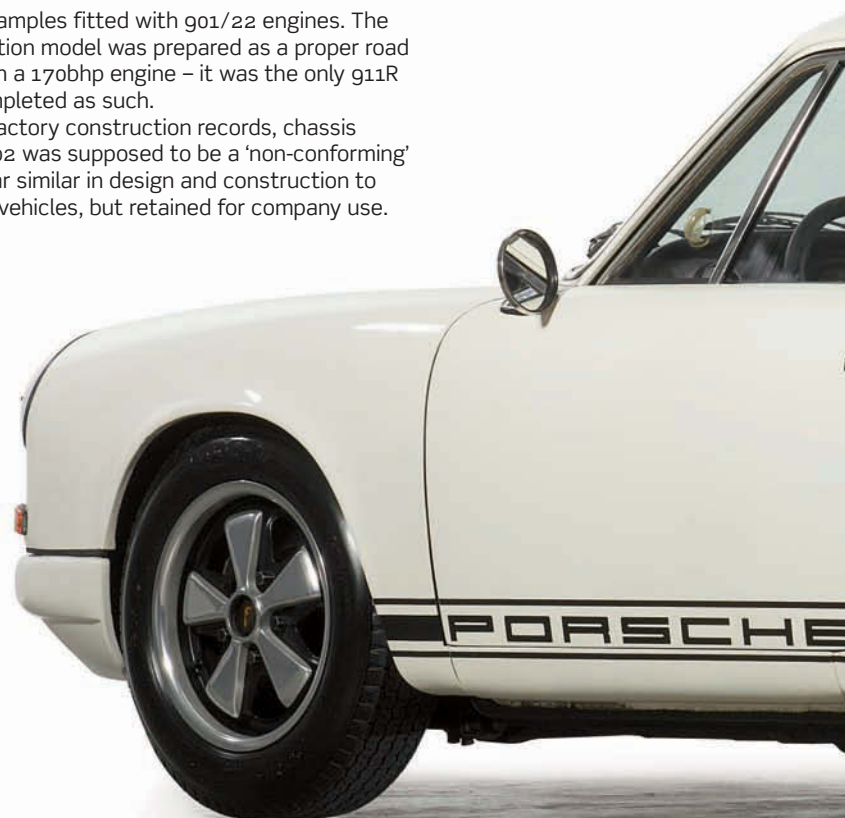 amples fitted with 901/22 engines. The
tion model was prepared as a proper road
n a 170bhp engine – it was the only 911R
mpleted as such.
actory construction records, chassis
02 was supposed to be a ‘non-conforming’
ar similar in design and construction to
vehicles, but retained for company use.
PORSCHE